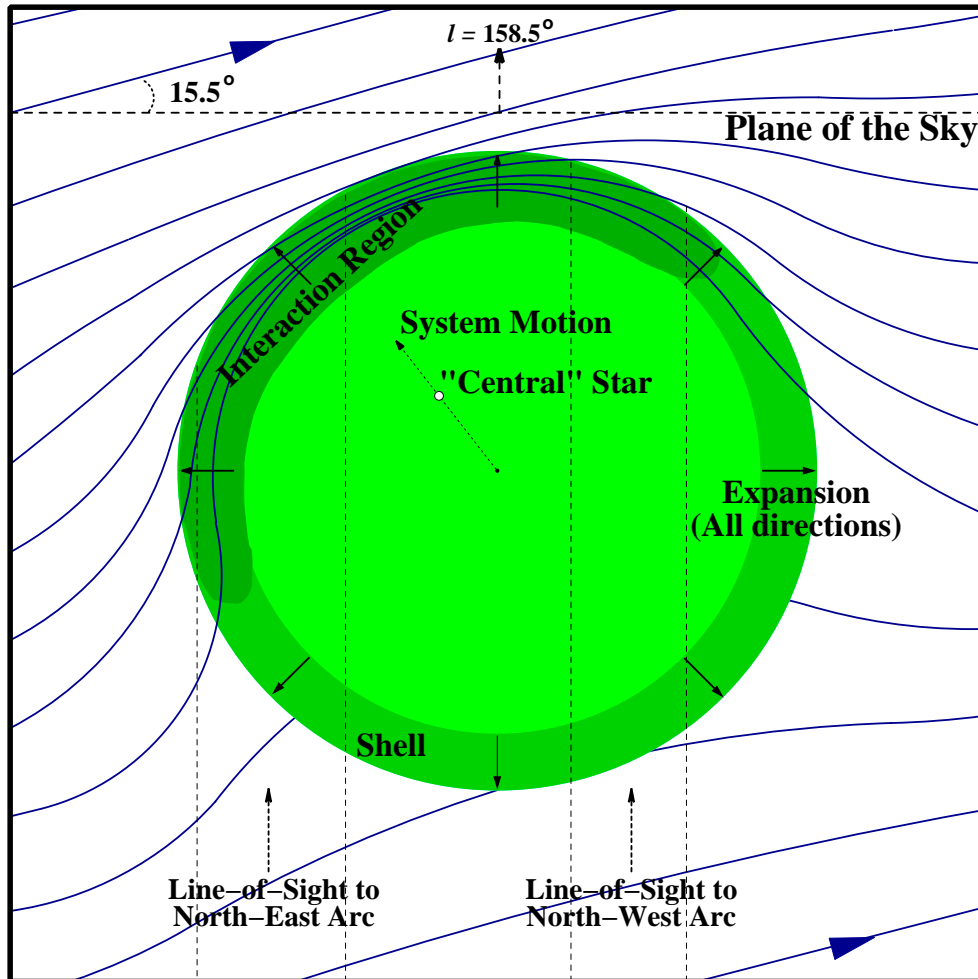 l = 158.5°
15.5°
Plane of the Sky
Interaction Region
System Motion
"Central" Star
Expansion
(All directions)
Shell
Line−of−Sight to
North−East Arc
Line−of−Sight to
North−West Arc